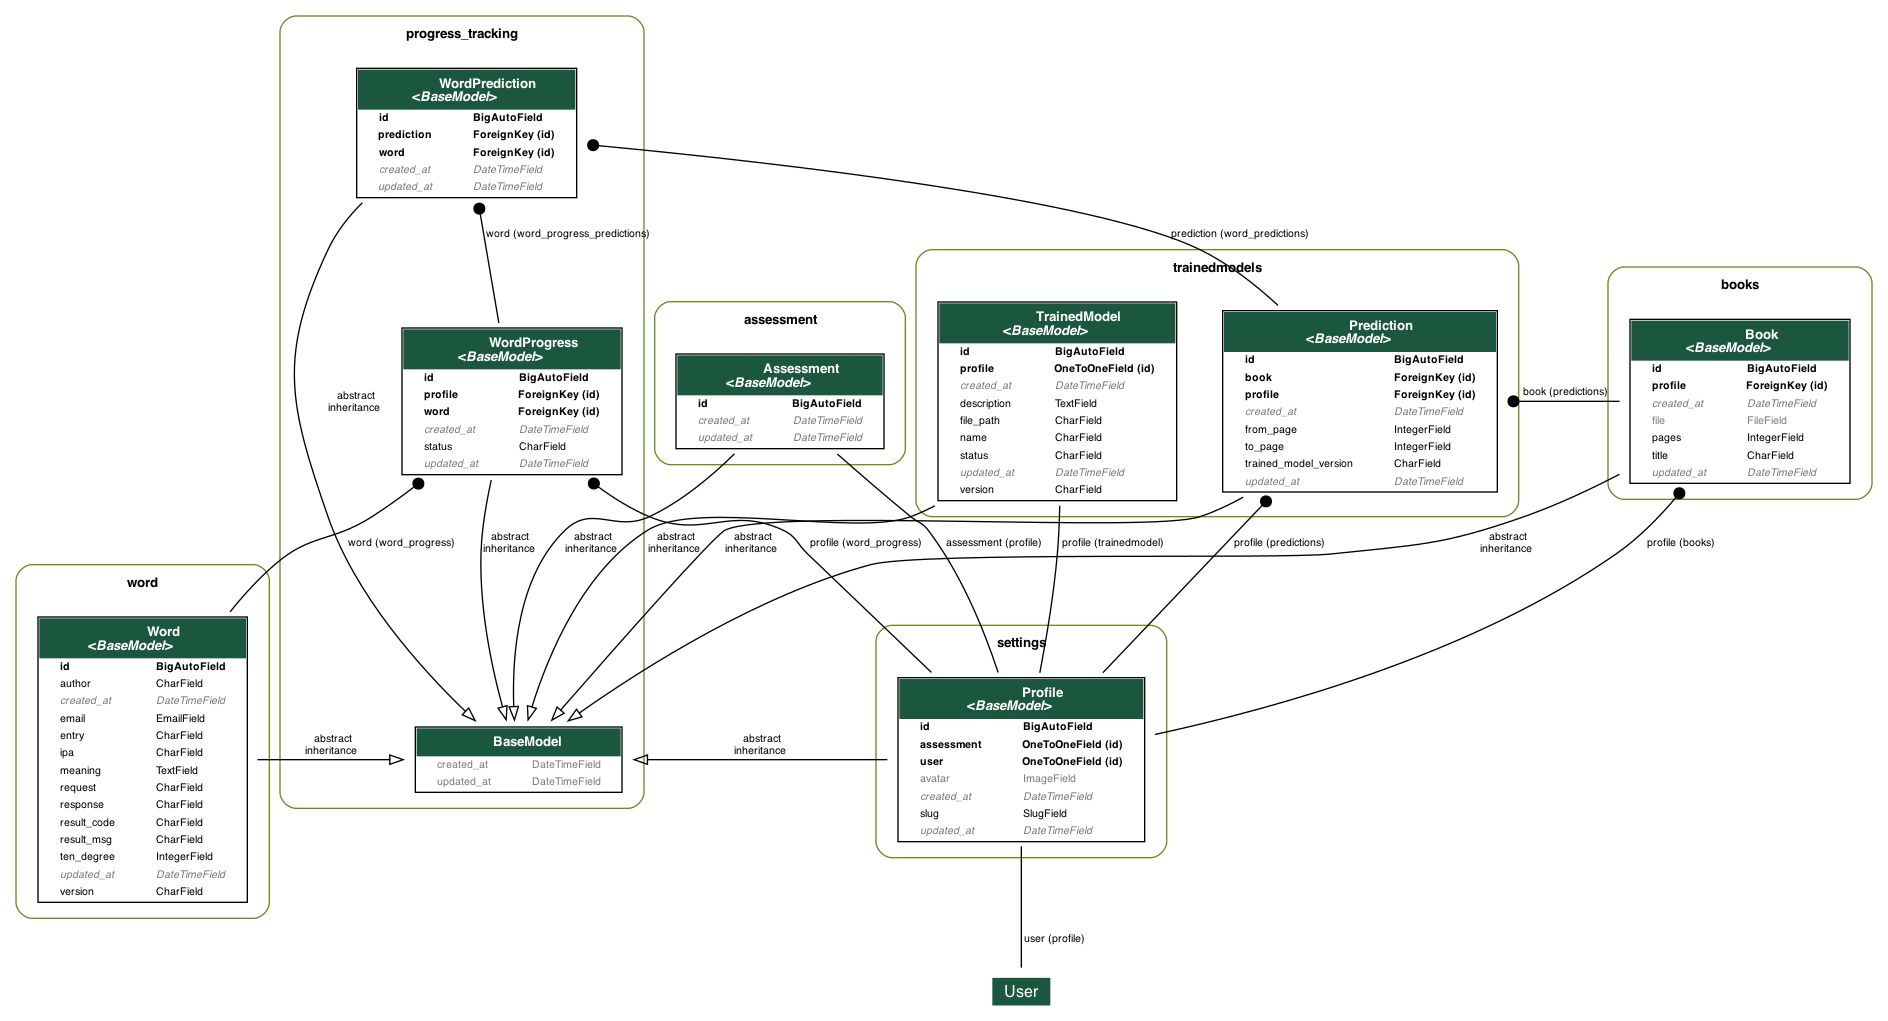 progress_tracking
WordPrediction
<BaseModel>
id BigAutoField
prediction ForeignKey (id)
word ForeignKey (id)
created_at DateTimeField
updated_at DateTimeField
word (word_progress_predictions)
prediction (word_predictions)
WordProgress
<BaseModel>
id BigAutoField
profile ForeignKey (id)
word ForeignKey (id)
created_at DateTimeField
status CharField
updated_at DateTimeField
abstract
inheritance
assessment
Assessment
<BaseModel>
id BigAutoField
created_at DateTimeField
updated_at DateTimeField
trainedmodels
TrainedModel
<BaseModel>
id BigAutoField
profile OneToOneField (id)
created_at DateTimeField
description TextField
file_path CharField
name CharField
status CharField
updated_at DateTimeField
version CharField
Prediction
<BaseModel>
id BigAutoField
book ForeignKey (id)
profile ForeignKey (id)
created_at DateTimeField
from_page IntegerField
to_page IntegerField
trained_model_version CharField
updated_at DateTimeField
book (predictions)
books
Book
<BaseModel>
id BigAutoField
profile ForeignKey (id)
created_at DateTimeField
file FileField
pages IntegerField
title CharField
updated_at DateTimeField
word (word_progress)
abstract
inheritance
abstract
inheritance
abstract
inheritance
abstract
inheritance
profile (word_progress)
assessment (profile)
profile (trainedmodel)
profile (predictions)
abstract
inheritance
profile (books)
word
Word
<BaseModel>
id BigAutoField
author CharField
created_at DateTimeField
email EmailField
entry CharField
ipa CharField
meaning TextField
request CharField
response CharField
result_code CharField
result_msg CharField
ten_degree IntegerField
updated_at DateTimeField
version CharField
abstract
inheritance
BaseModel
created_at DateTimeField
updated_at DateTimeField
abstract
inheritance
settings
Profile
<BaseModel>
id BigAutoField
assessment OneToOneField (id)
user OneToOneField (id)
avatar ImageField
created_at DateTimeField
slug SlugField
updated_at DateTimeField
user (profile)
User